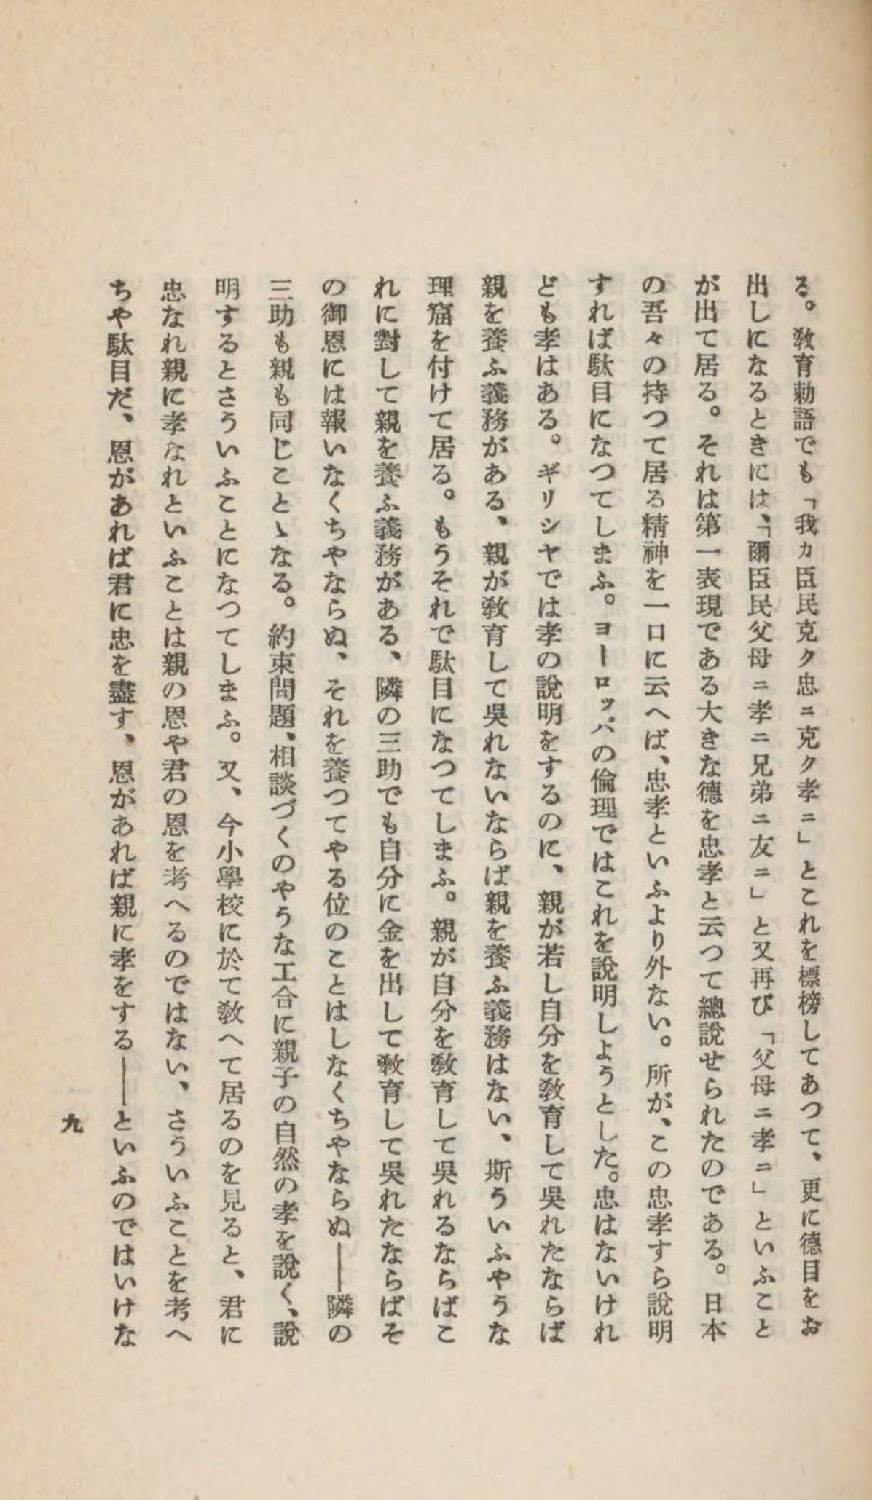 る。敎育勅語でも「我カ臣民克ク忠ニ克ク孝ニ」とこれを標榜してあつて、更に德目をお
出しになるときには、「爾臣民父母ニ孝ニ兄弟ニ友ニ」と又再び「父母ニ孝ニ」といふこと
が出て居る。それは第一表現である大きな德を忠孝と云つて總說せられたのである。日本
の吾々の持つて居る精神を一口に云へば、忠孝といふより外ない。所が、この忠孝すら說明
すれば駄目になつてしまふ。ヨーロッパの倫理ではこれを說明しようとした。忠はないけれ
ども孝はある。ギリシヤでは孝の說明をするのに、親が若し自分を敎育して吳れたならば
親を養ふ義務がある、親が敎育して吳れないならば親を養ふ義務はない、斯ういふやうな
理窟を付けて居る。もうそれで駄目になつてしまふ。親が自分を敎育して吳れるならばこ
れに對して親を養ふ義務がある、隣の三助でも自分に金を出して敎育して吳れたならばそ
の御恩には報いなくちやならぬ、それを養つてやる位のことはしなくちやならぬ――隣の
三助も親も同じことゝなる。約束問題、相談づくのやうな工合に親子の自然の孝を說く、說
明するとさういふことになつてしまふ。又、今小學校に於て敎へて居るのを見ると、君に
忠なれ親に孝なれといふことは親の恩や君の恩を考へるのではない、さういふことを考へ
ちや駄目だ、恩があれば君に忠を盡す、恩があれば親に孝をする――といふのではいけな
九